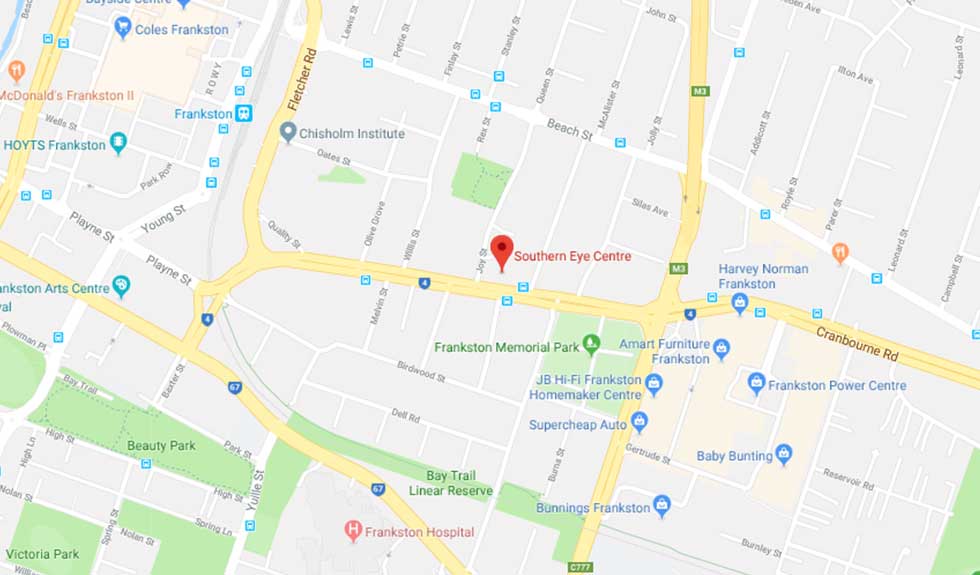 Bayside Centre
Coles Frankston
Lewis St
Petrie St
Finlay St
Stanley St
John St
Leonard St
McDonald's Frankston II
ROWY
Fletcher Rd
Queen St
McAlister St
M3
Ilton Ave
Frankston
Wells St
HOYTS Frankston
Chisholm Institute
Rex St
Beach St
Jolly St
Addicott St
Oates St
Park Row
Playne St
Young St
Olive Grove
Willis St
Siles Ave
Royle St
Parer St
Leonard St
Campbell St
Quality St
Joy St
Southern Eye Centre
Playne St
M3
Harvey Norman
Frankston
ankston Arts Centre
val
4
4
4
Melvin St
Cranbourne Rd
Plowman Pl
Frankston Memorial Park
Amart Furniture
Frankston
Baxter St
Birdwood St
67
JB Hi-Fi Frankston
Homemaker Centre
Frankston Power Centre
Bay Trail
Dell Rd
Supercheap Auto
High St
High Ln
Beauty Park
Park St
Gertrude St
Baby Bunting
Bay Trail
Linear Reserve
Burna St
Reservoir Rd
Nolan St
High St
Yuille St
67
Bunnings Frankston
Spring St
Spring Ln
Nolan St
H
Frankston Hospital
Burnley St
Victoria Park
C777